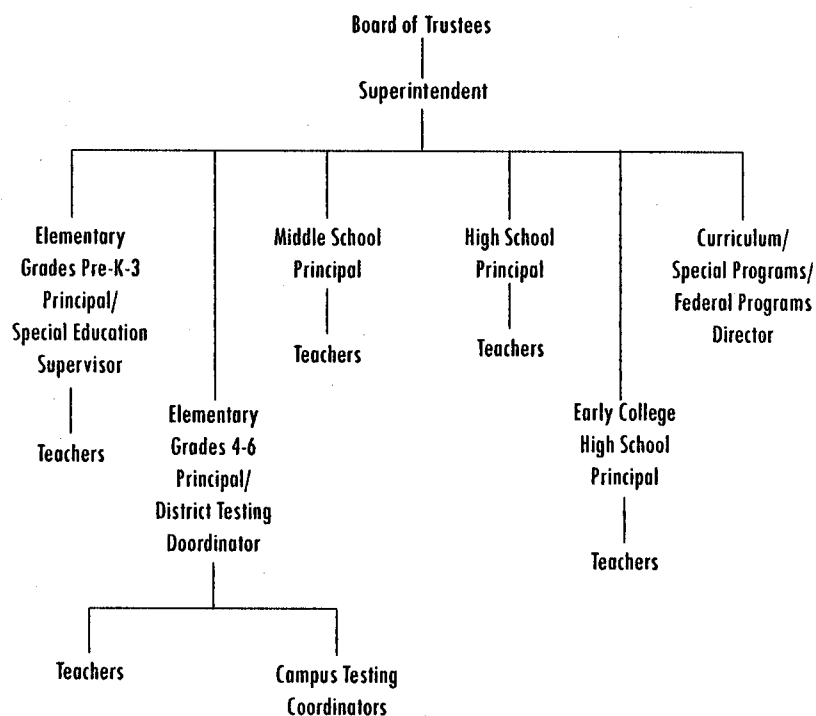 Board of Trustees
Superintendent
Elementary
Grades Pre-K-3
Principal/
Special Education
Supervisor
Teachers
Elementary
Grades 4-6
Principal/
District Testing
Doordinator
Teachers
Campus Testing
Coordinators
Middle School
Principal
Teachers
High School
Principal
Teachers
Early College
High School
Principal
Teachers
Curriculum/
Special Programs/
Federal Programs
Director